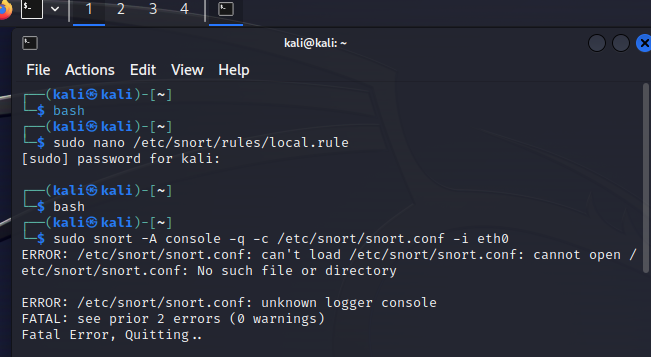 1 2 3 4
kali@kali: ~
File Actions Edit View Help
┌──(kali㉿kali)-[~]
└─$ bash
┌──(kali㉿kali)-[~]
└─$ sudo nano /etc/snort/rules/local.rule
[sudo] password for kali:
┌──(kali㉿kali)-[~]
└─$ bash
┌──(kali㉿kali)-[~]
└─$ sudo snort -A console -q -c /etc/snort/snort.conf -i eth0
ERROR: /etc/snort/snort.conf: can't load /etc/snort/snort.conf: cannot open /
etc/snort/snort.conf: No such file or directory
ERROR: /etc/snort/snort.conf: unknown logger console
FATAL: see prior 2 errors (0 warnings)
Fatal Error, Quitting..